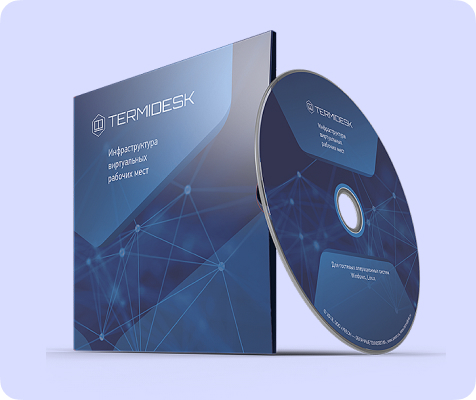 TERMIDESK
Инфраструктура
виртуальных
рабочих мест
TERMIDESK
Инфраструктура
виртуальных
рабочих мест
Для гостевых операционных систем
Windows, Linux.